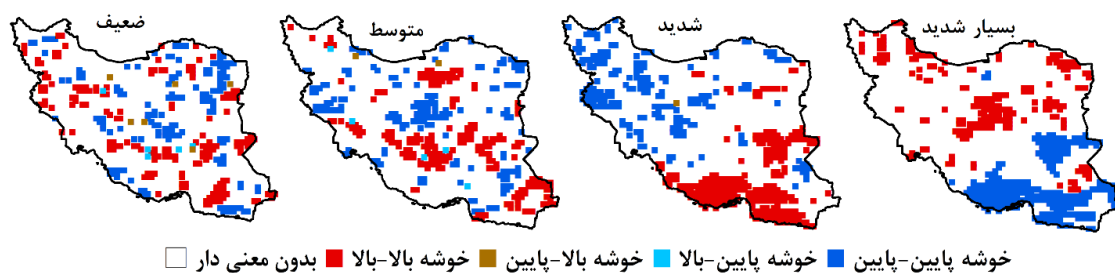 بسیار شدید
شدید
متوسط
ضعیف
بدون معنی دار خوشه بالا-بالا خوشه بالا-پایین خوشه پایین-بالا خوشه پایین-پایین